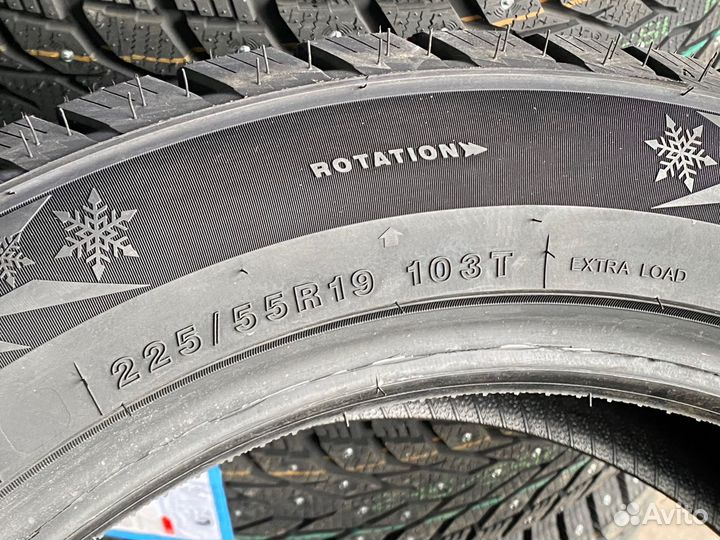 ROTATION
225/55R19 103T EXTRA LOAD
Avito